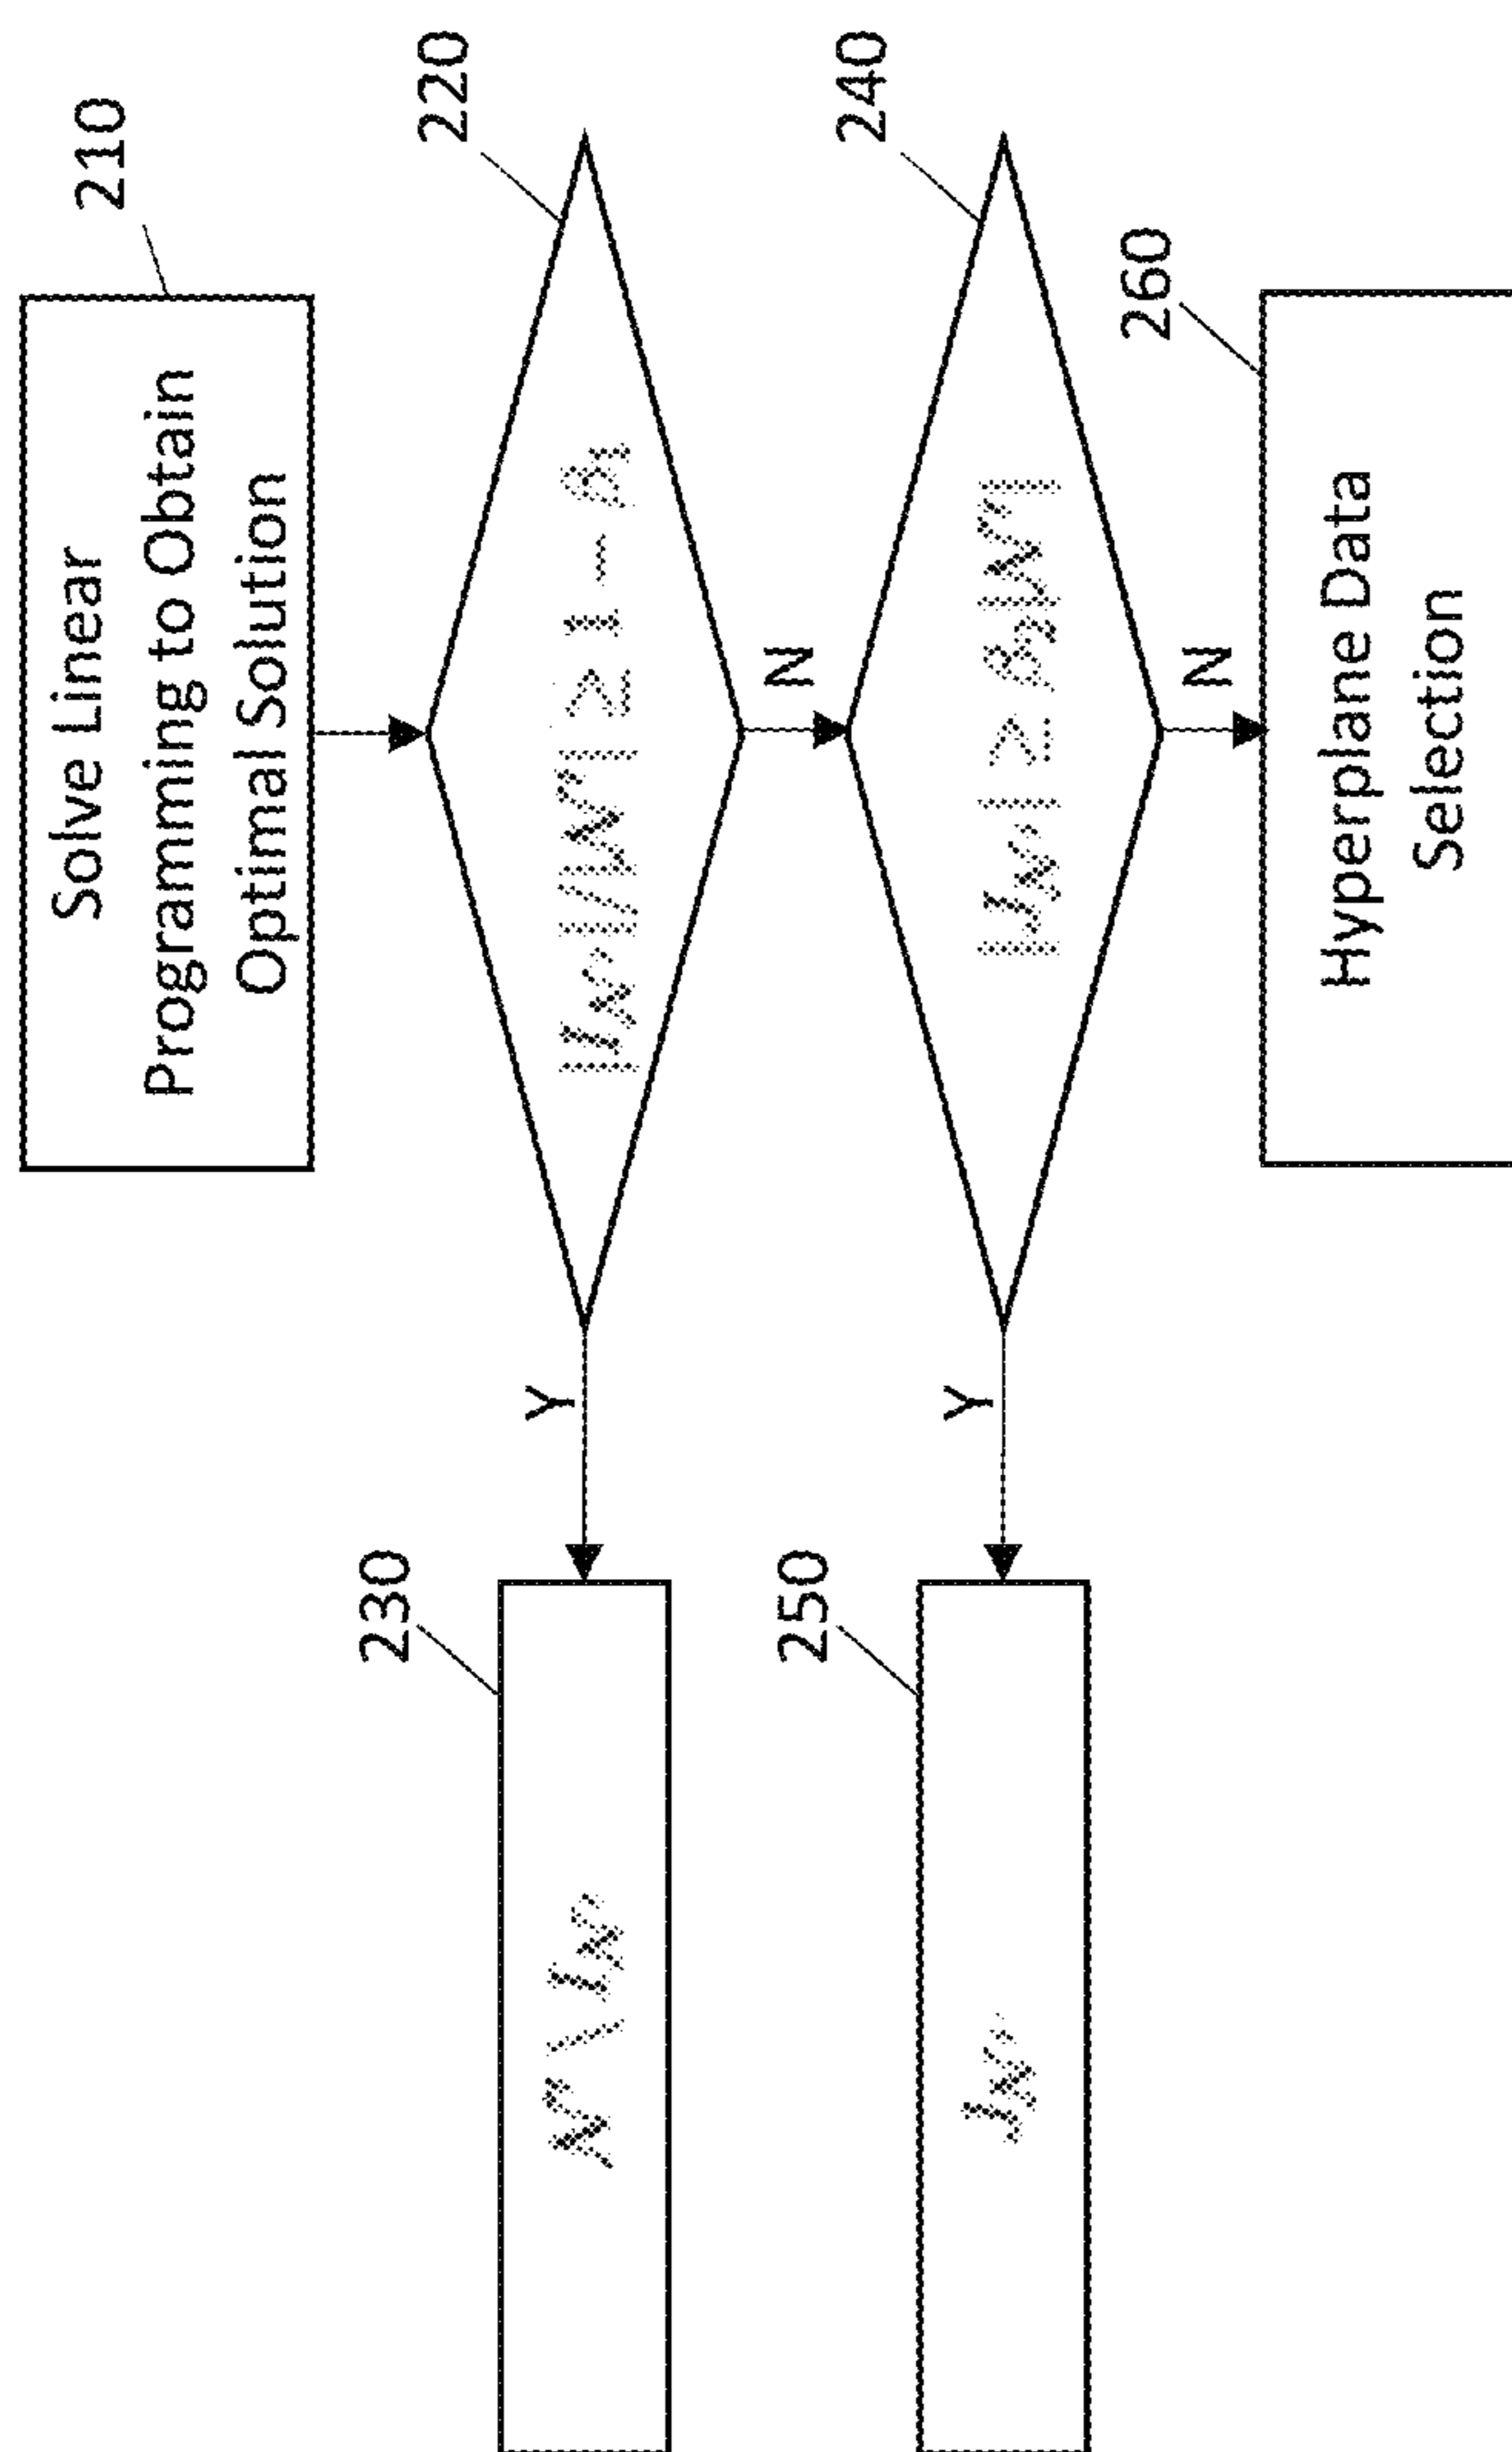 210
Solve Linear
Programming to Obtain
Optimal Solution
230
220
Y
N
250
240
Y
N
260
Hyperplane Data
Selection